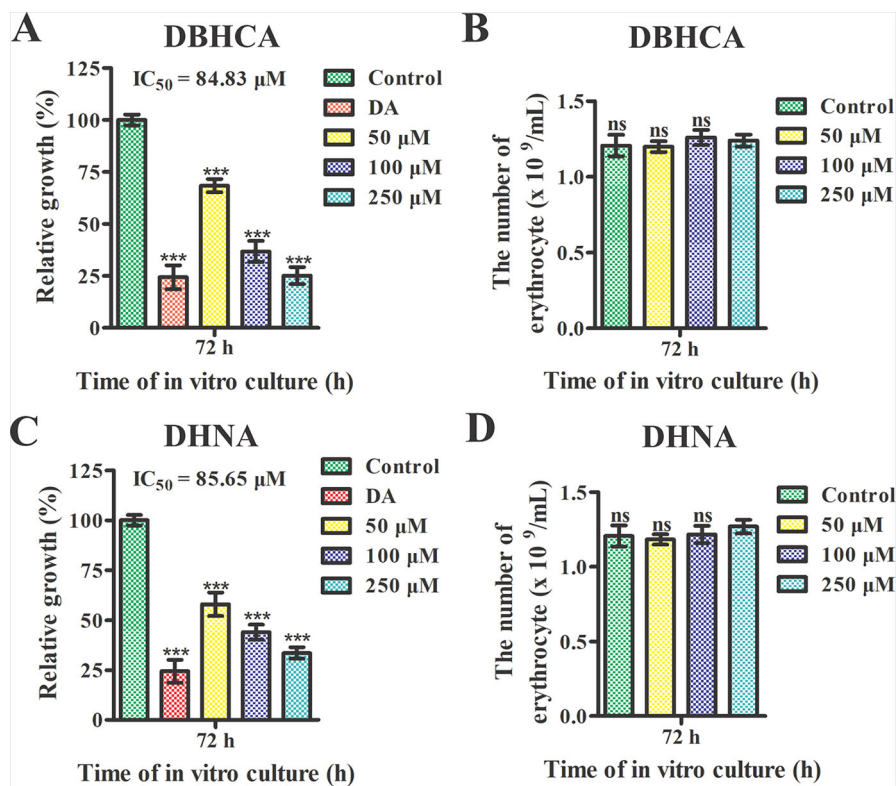 A
DBHCA
IC50 = 84.83 μM
Relative growth (%)
125
100
75
50
25
0
***
***
***
***
72 h
Time of in vitro culture (h)
Control
DA
50 μM
100 μM
250 μM
B
DBHCA
The number of
erythrocyte (x 10 9/mL)
1.5
1.0
0.5
0.0
ns
ns
ns
72 h
Time of in vitro culture (h)
Control
50 μM
100 μM
250 μM
C
DHNA
IC50 = 85.65 μM
Relative growth (%)
125
100
75
50
25
0
***
***
***
***
72 h
Time of in vitro culture (h)
Control
DA
50 μM
100 μM
250 μM
D
DHNA
The number of
erythrocyte (x 10 9/mL)
1.5
1.0
0.5
0.0
ns
ns
ns
72 h
Time of in vitro culture (h)
Control
50 μM
100 μM
250 μM